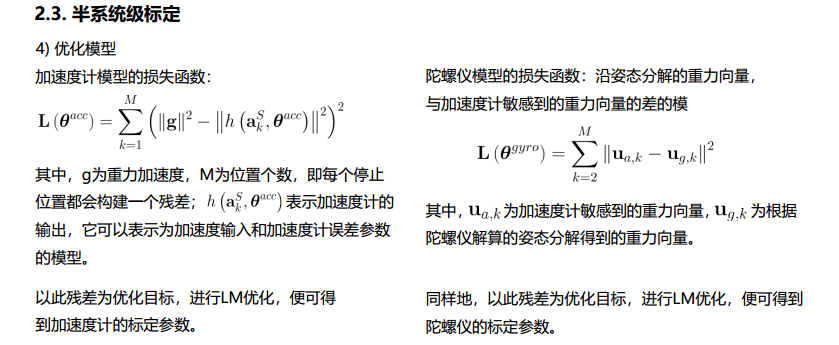 2.3. 半系统级标定
4) 优化模型
加速度计模型的损失函数：
$\mathbf{L}(\boldsymbol{\theta}^{acc}) = \sum_{k=1}^{M} \left( \|\mathbf{g}\|^2 - \left\| h\left(\mathbf{a}_k^S, \boldsymbol{\theta}^{acc}\right) \right\|^2 \right)^2$
其中，g为重力加速度，M为位置个数，即每个停止
位置都会构建一个残差；$h\left(\mathbf{a}_k^S, \boldsymbol{\theta}^{acc}\right)$表示加速度计的
输出，它可以表示为加速度输入和加速度计误差参数
的模型。
以此残差为优化目标，进行LM优化，便可得
到加速度计的标定参数。
陀螺仪模型的损失函数：沿姿态分解的重力向量，
与加速度计敏感到的重力向量的差的模
$\mathbf{L}(\boldsymbol{\theta}^{gyro}) = \sum_{k=2}^{M} \|\mathbf{u}_{a,k} - \mathbf{u}_{g,k}\|^2$
其中，$\mathbf{u}_{a,k}$为加速度计敏感到的重力向量，$\mathbf{u}_{g,k}$为根据
陀螺仪解算的姿态分解得到的重力向量。
同样地，以此残差为优化目标，进行LM优化，便可得到
陀螺仪的标定参数。